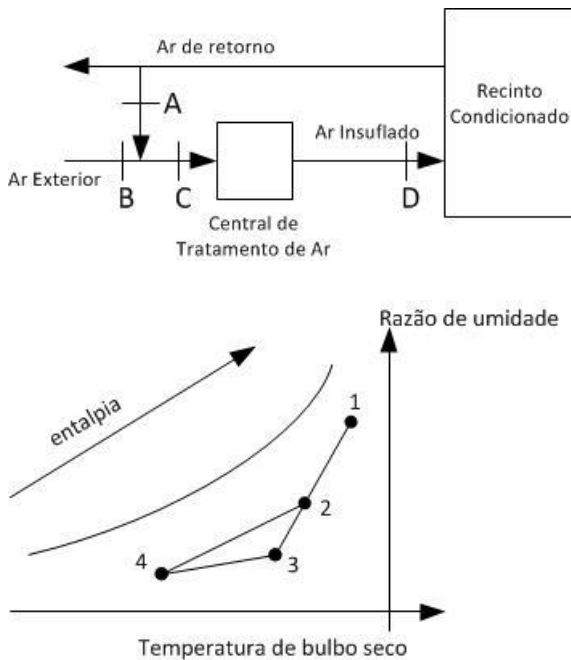 Ar de retorno
A
Recinto
Condicionado
Ar Insuflado
Ar Exterior
B
C
D
Central de
Tratamento de Ar
Razão de umidade
entalpia
1
2
3
4
Temperatura de bulbo seco